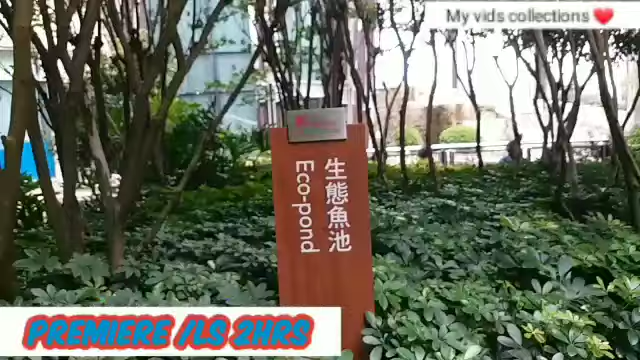 My vids collections ❤️
生態魚池
Eco-pond
PREMIERE /LS 2HRS